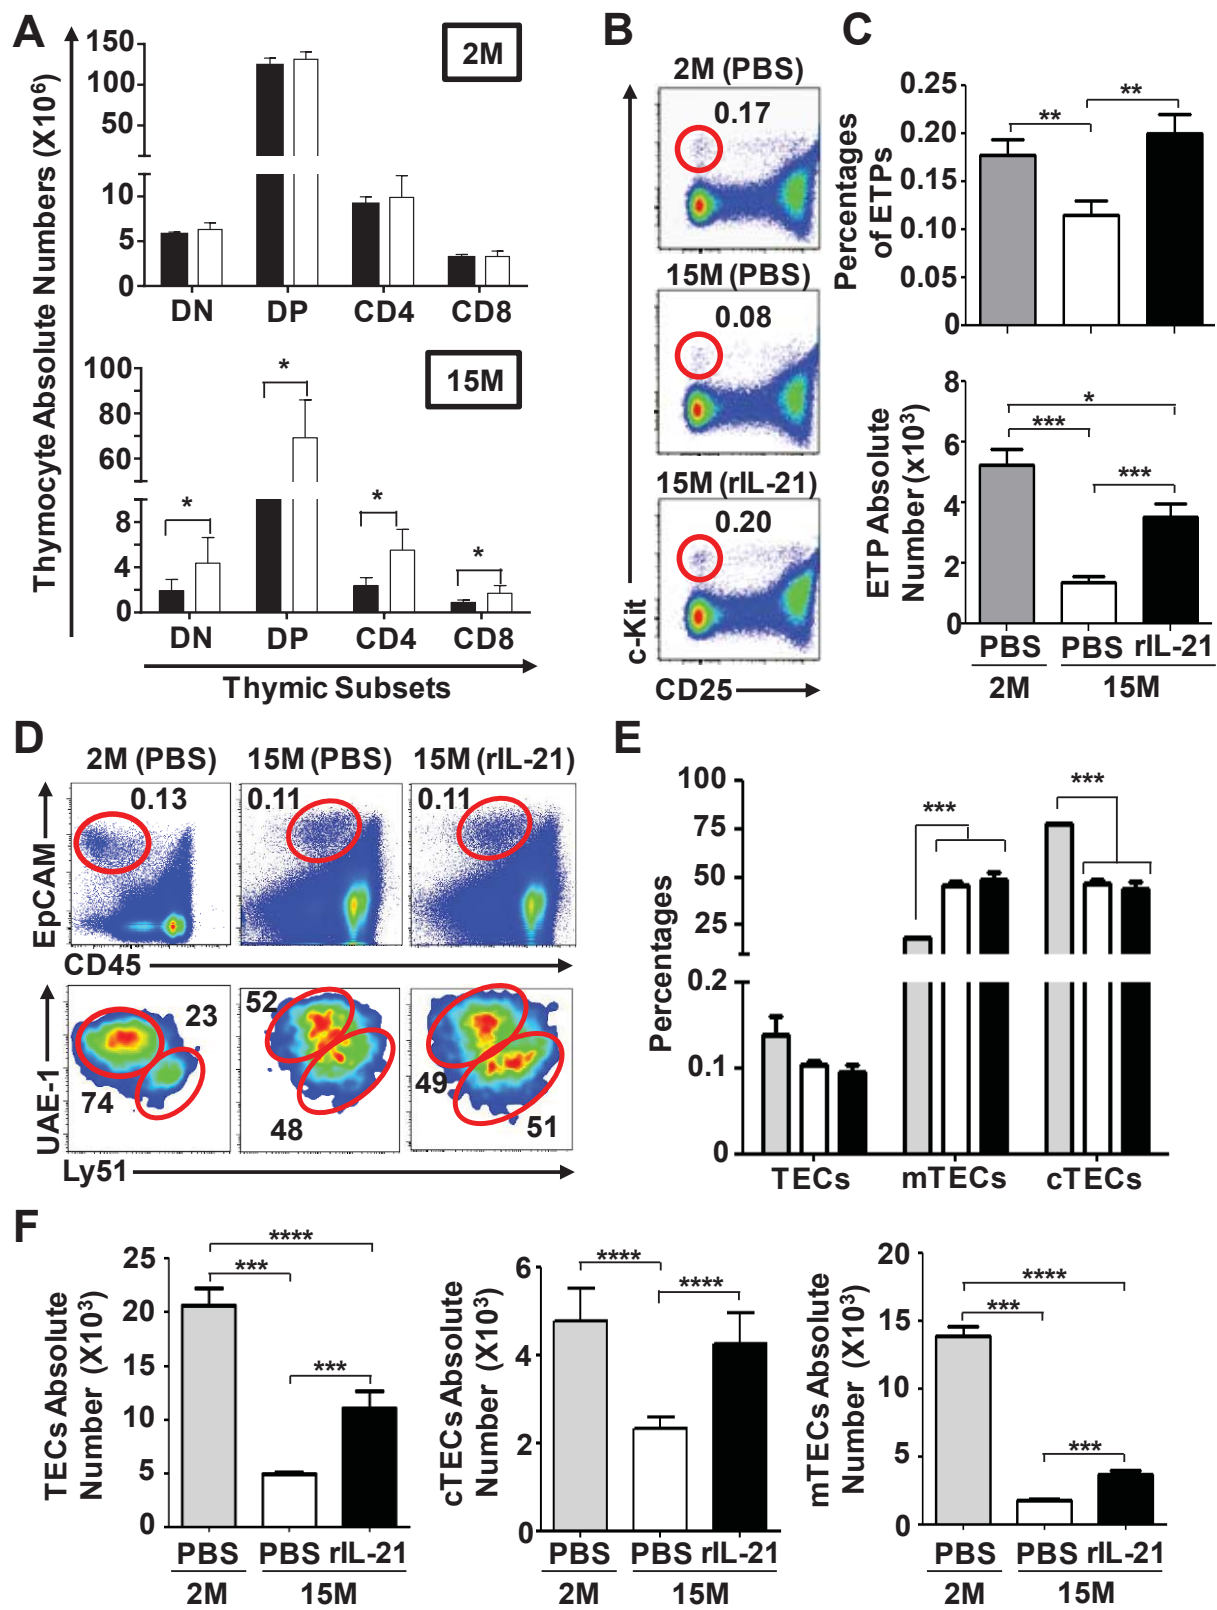 A
Thymocyte Absolute Numbers (X10⁶)
2M
150
100
50
10
5
0
DN DP CD4 CD8
15M
100
80
60
8
4
0
*
*
*
*
DN DP CD4 CD8
Thymic Subsets
B
2M (PBS)
0.17
15M (PBS)
0.08
15M (rIL-21)
0.20
c-Kit
CD25
C
Percentages
of ETPs
0.25
0.20
0.15
0.10
0.05
0.00
**
**
ETP Absolute
Number (x10³)
8
6
4
2
0
*
***
***
PBS PBS rIL-21
2M 15M
D
2M (PBS) 15M (PBS) 15M (rIL-21)
0.13 0.11 0.11
EpCAM
CD45
23 52 49
74 48 51
UAE-1
Ly51
E
Percentages
100
75
50
25
0.2
0.1
0
***
***
TECs mTECs cTECs
F
TECs Absolute
Number (X10³)
25
20
15
10
5
0
****
***
***
PBS PBS rIL-21
2M 15M
cTECs Absolute
Number (X10³)
6
4
2
0
****
****
PBS PBS rIL-21
2M 15M
mTECs Absolute
Number (X10³)
20
15
10
5
0
****
***
***
PBS PBS rIL-21
2M 15M